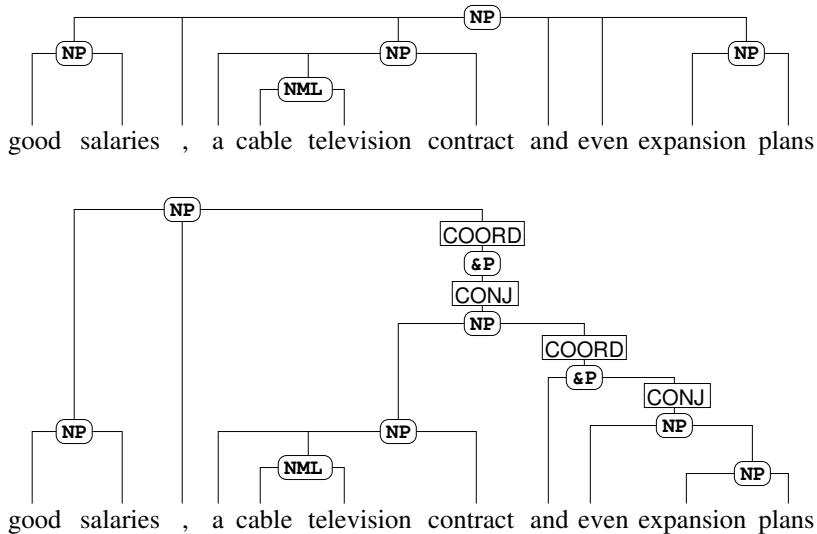 NP
NP NP NP
NML
good salaries , a cable television contract and even expansion plans
NP
COORD
&P
CONJ
NP
COORD
&P
CONJ
NP NP NP
NML NP
good salaries , a cable television contract and even expansion plans